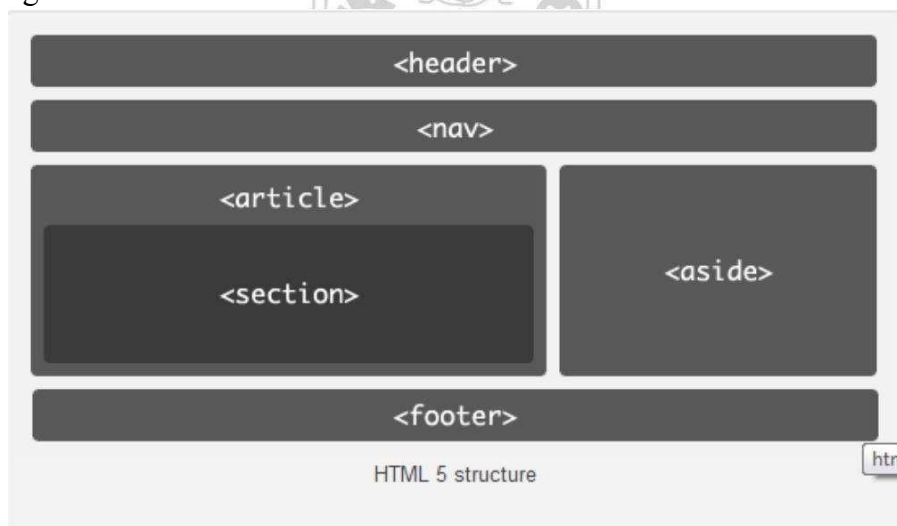 <header>
<nav>
<article>
<section>
<aside>
<footer>
HTML 5 structure